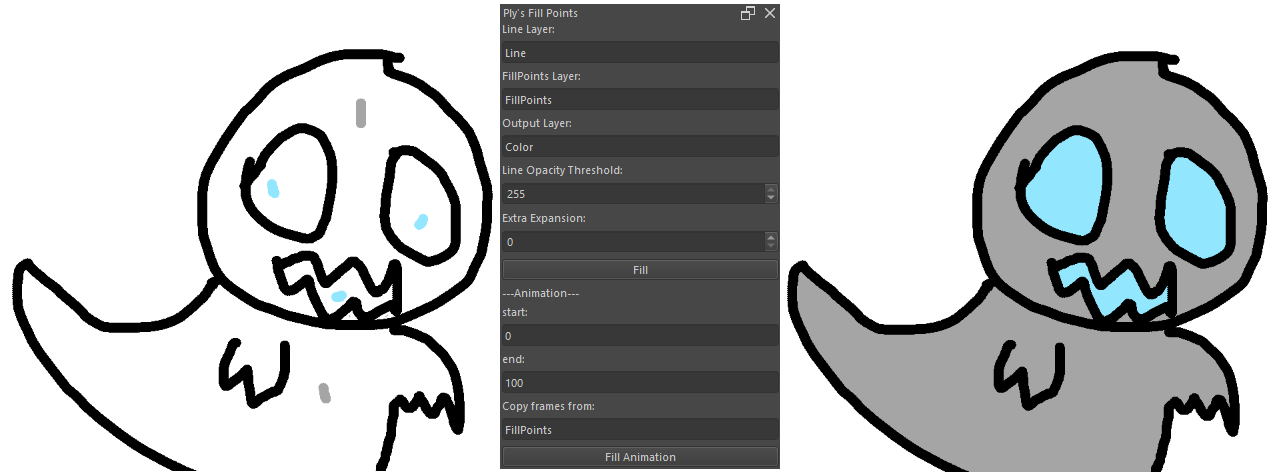 Ply's Fill Points
Line Layer:
Line
FillPoints Layer:
FillPoints
Output Layer:
Color
Line Opacity Threshold:
255
Extra Expansion:
0
Fill
---Animation---
start:
0
end:
100
Copy frames from:
FillPoints
Fill Animation